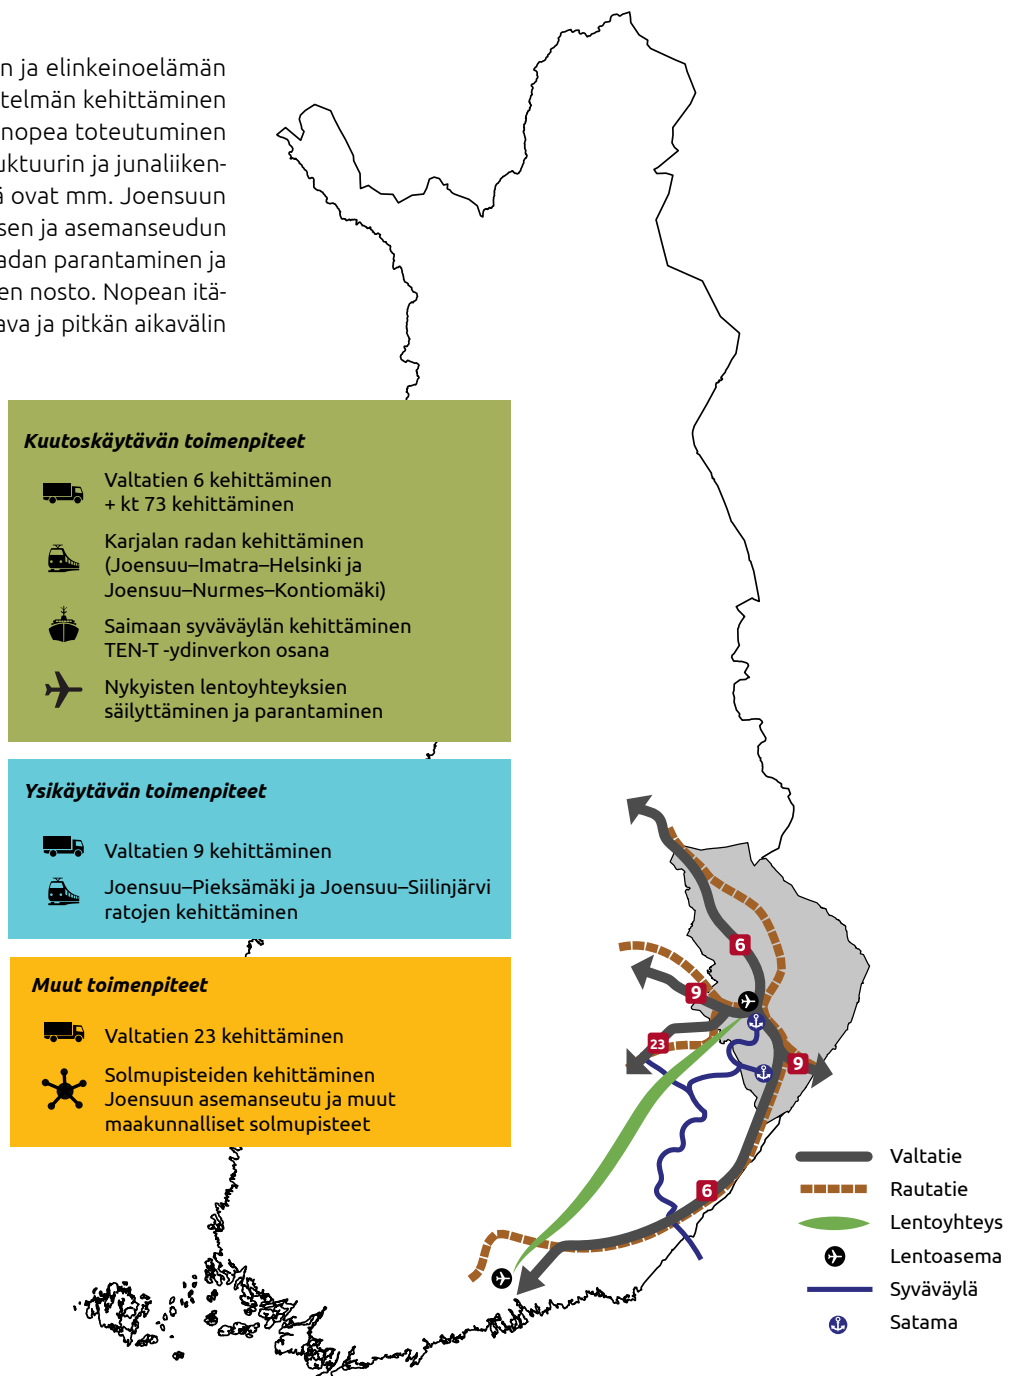 n ja elinkeinoelämän
telmän kehittäminen
nopea toteutuminen
uktuurin ja junaliiken-
ä ovat mm. Joensuun
sen ja asemanseudun
adan parantaminen ja
en nosto. Nopean itä-
ava ja pitkän aikavälin
Kuutoskäytävän toimenpiteet
Valtatien 6 kehittäminen
+ kt 73 kehittäminen
Karjalan radan kehittäminen
(Joensuu–Imatra–Helsinki ja
Joensuu–Nurmes–Kontiomäki)
Saimaan syväväylän kehittäminen
TEN-T -ydinverkon osana
Nykyisten lentoyhteyksien
säilyttäminen ja parantaminen
Ysikäytävän toimenpiteet
Valtatien 9 kehittäminen
Joensuu–Pieksämäki ja Joensuu–Siilinjärvi
ratojen kehittäminen
Muut toimenpiteet
Valtatien 23 kehittäminen
Solmupisteiden kehittäminen
Joensuun asemanseutu ja muut
maakunnalliset solmupisteet
6
9
23
9
6
Valtatie
Rautatie
Lentoyhteys
Lentoasema
Syväväylä
Satama